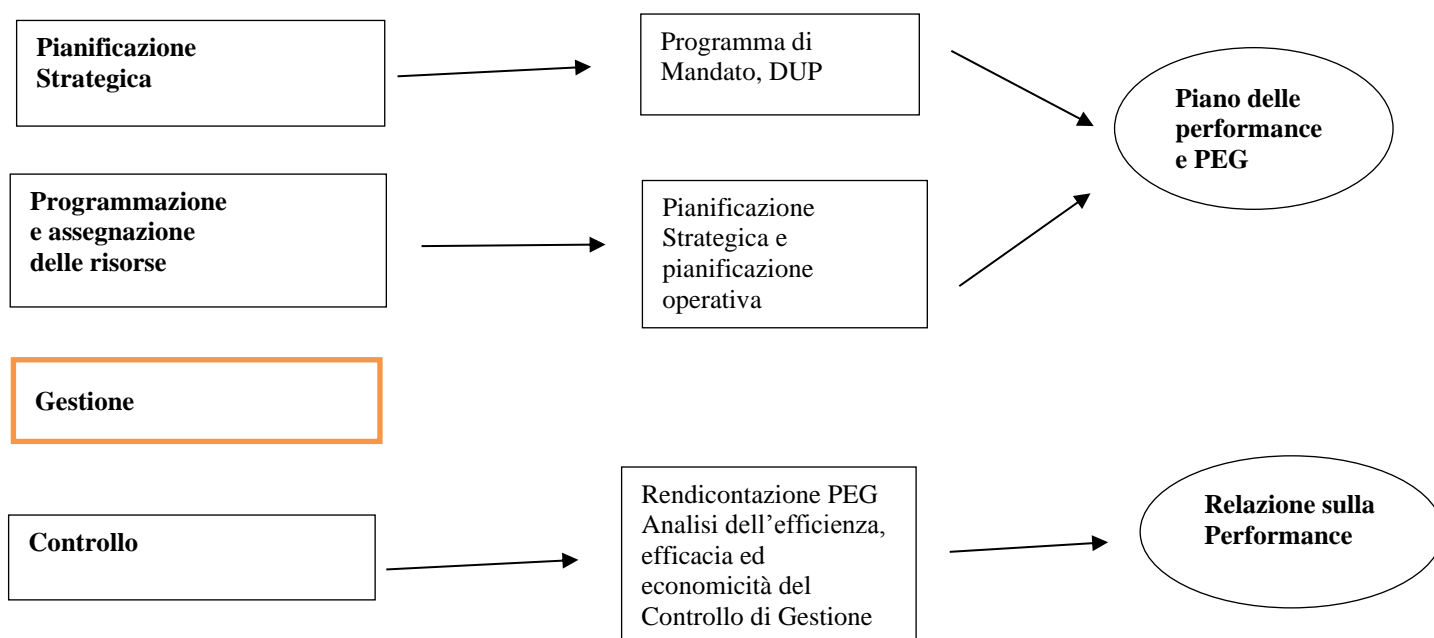 Pianificazione
Strategica
Programma di
Mandato, DUP
Piano delle
performance
e PEG
Programmazione
e assegnazione
delle risorse
Pianificazione
Strategica e
pianificazione
operativa
Gestione
Controllo
Rendicontazione PEG
Analisi dell’efficienza,
efficacia ed
economicità del
Controllo di Gestione
Relazione sulla
Performance